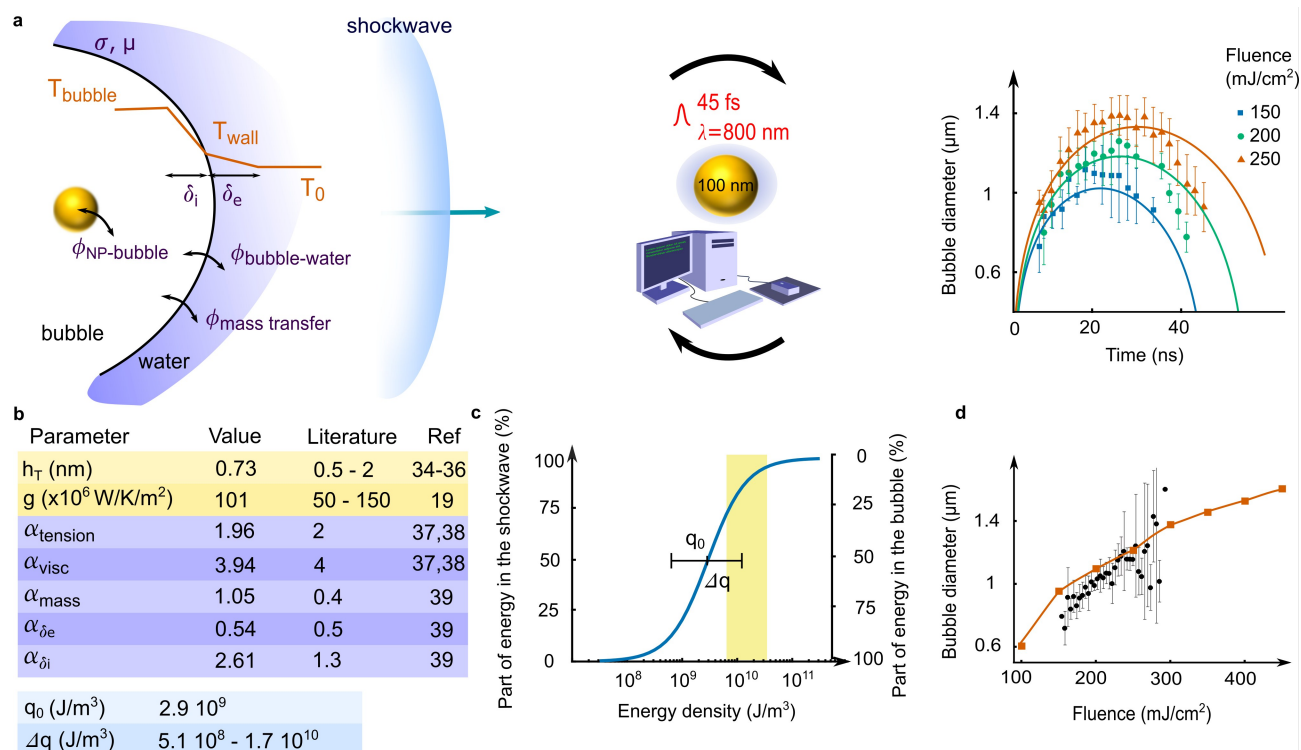 a
shockwave
σ, μ
T_bubble
T_wall
T_0
δ_i
δ_e
ϕ_NP-bubble
ϕ_bubble-water
ϕ_mass transfer
bubble
water
45 fs
λ=800 nm
100 nm
Fluence
(mJ/cm²)
150
200
250
Bubble diameter (μm)
1.4
1
0.6
0 20 40
Time (ns)
b
Parameter Value Literature Ref
h_T (nm) 0.73 0.5 - 2 34-36
g (x10⁶ W/K/m²) 101 50 - 150 19
α_tension 1.96 2 37,38
α_visc 3.94 4 37,38
α_mass 1.05 0.4 39
α_δe 0.54 0.5 39
α_δi 2.61 1.3 39
q_0 (J/m³) 2.9 10⁹
Δq (J/m³) 5.1 10⁸ - 1.7 10¹⁰
c
Part of energy in the shockwave (%)
100
75
50
25
0
q_0
Δq
10⁸ 10⁹ 10¹⁰ 10¹¹
Energy density (J/m³)
0
25
50
75
100
Part of energy in the bubble (%)
d
Bubble diameter (μm)
1.4
1
0.6
100 200 300 400
Fluence (mJ/cm²)